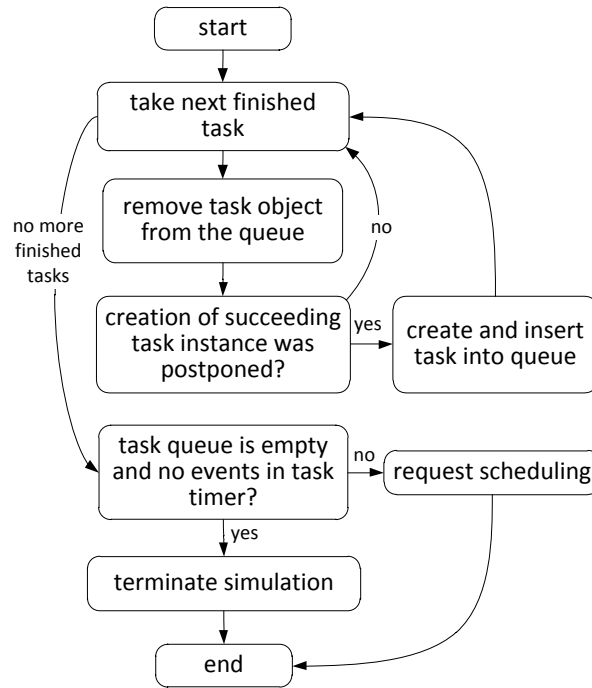 start
take next finished
task
remove task object
from the queue
no
no more
finished
tasks
creation of succeeding
task instance was
postponed?
yes
create and insert
task into queue
task queue is empty
and no events in task
timer?
no
request scheduling
yes
terminate simulation
end